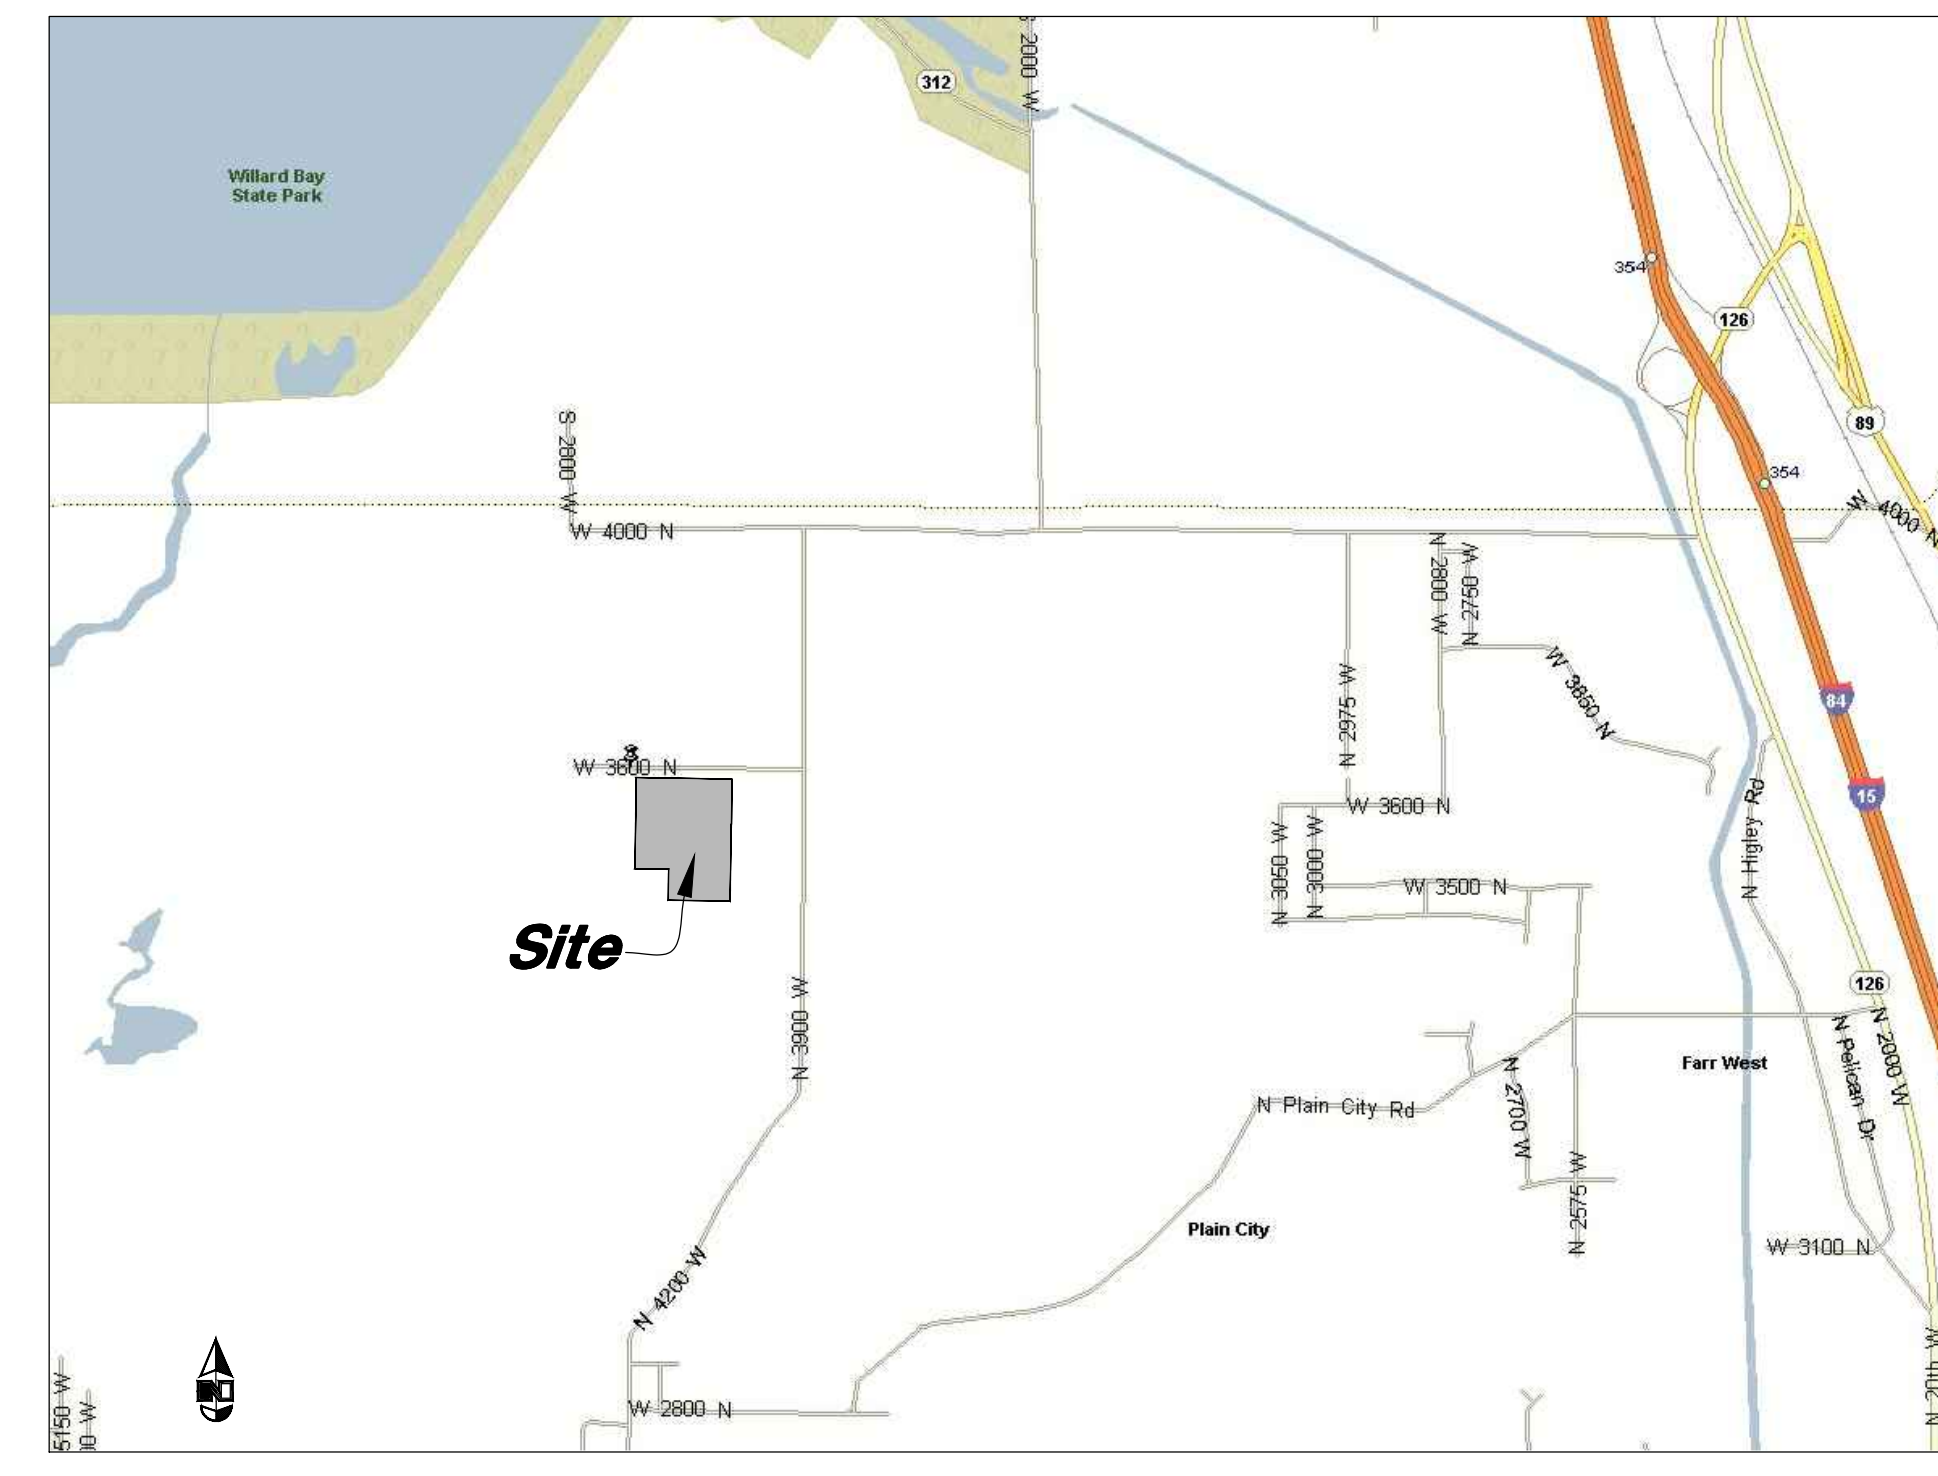 S 2000 W
312
Willard Bay
State Park
354
126
89
354
S 2800 W
W 4000 N
W 4000 N
N 2800 W
N 2750 W
N 2975 W
W 3850 N
84
15
W 3600 N
W 3600 N
N Higley Rd
N 3050 W
N 3000 W
W 3500 N
Site
N 3900 W
126
N 2000 W
N Pelican Dr
Farr West
N Plain City Rd
N 2700 W
N 2575 W
Plain City
W 3100 N
N 4200 W
N 20th W
W 2800 N
N
5150 W